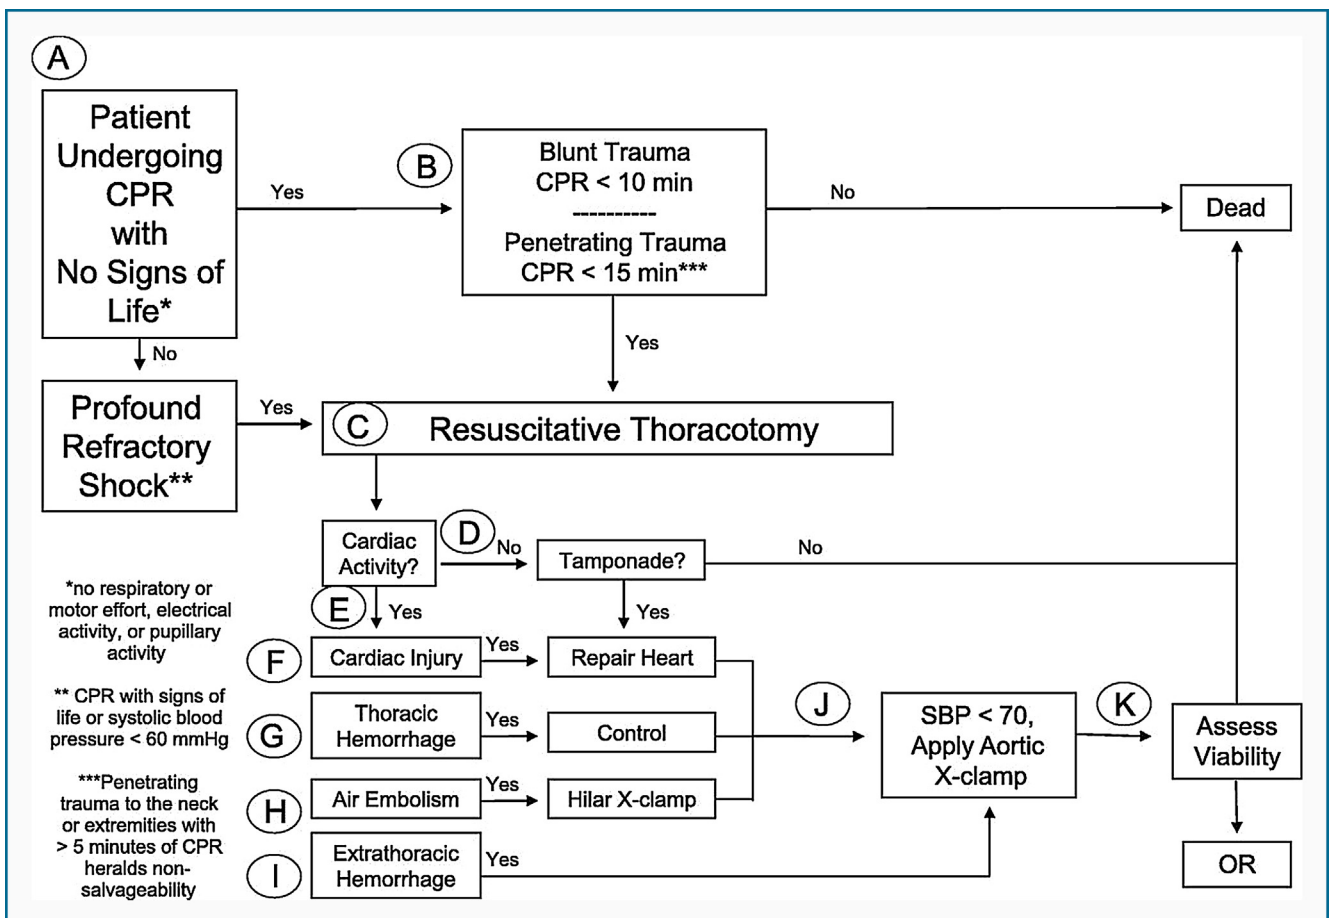 A
Patient
Undergoing
CPR
with
No Signs of
Life*
Yes
B
Blunt Trauma
CPR < 10 min
----------
Penetrating Trauma
CPR < 15 min***
No
Dead
No
Yes
Profound
Refractory
Shock**
Yes
C
Resuscitative Thoracotomy
Cardiac
Activity?
D
No
Tamponade?
No
E
Yes
Yes
*no respiratory or
motor effort, electrical
activity, or pupillary
activity
F
Cardiac Injury
Yes
Repair Heart
** CPR with signs of
life or systolic blood
pressure < 60 mmHg
G
Thoracic
Hemorrhage
Yes
Control
J
SBP < 70,
Apply Aortic
X-clamp
K
Assess
Viability
***Penetrating
trauma to the neck
or extremities with
> 5 minutes of CPR
heralds non-
salvageability
H
Air Embolism
Yes
Hilar X-clamp
I
Extrathoracic
Hemorrhage
Yes
OR